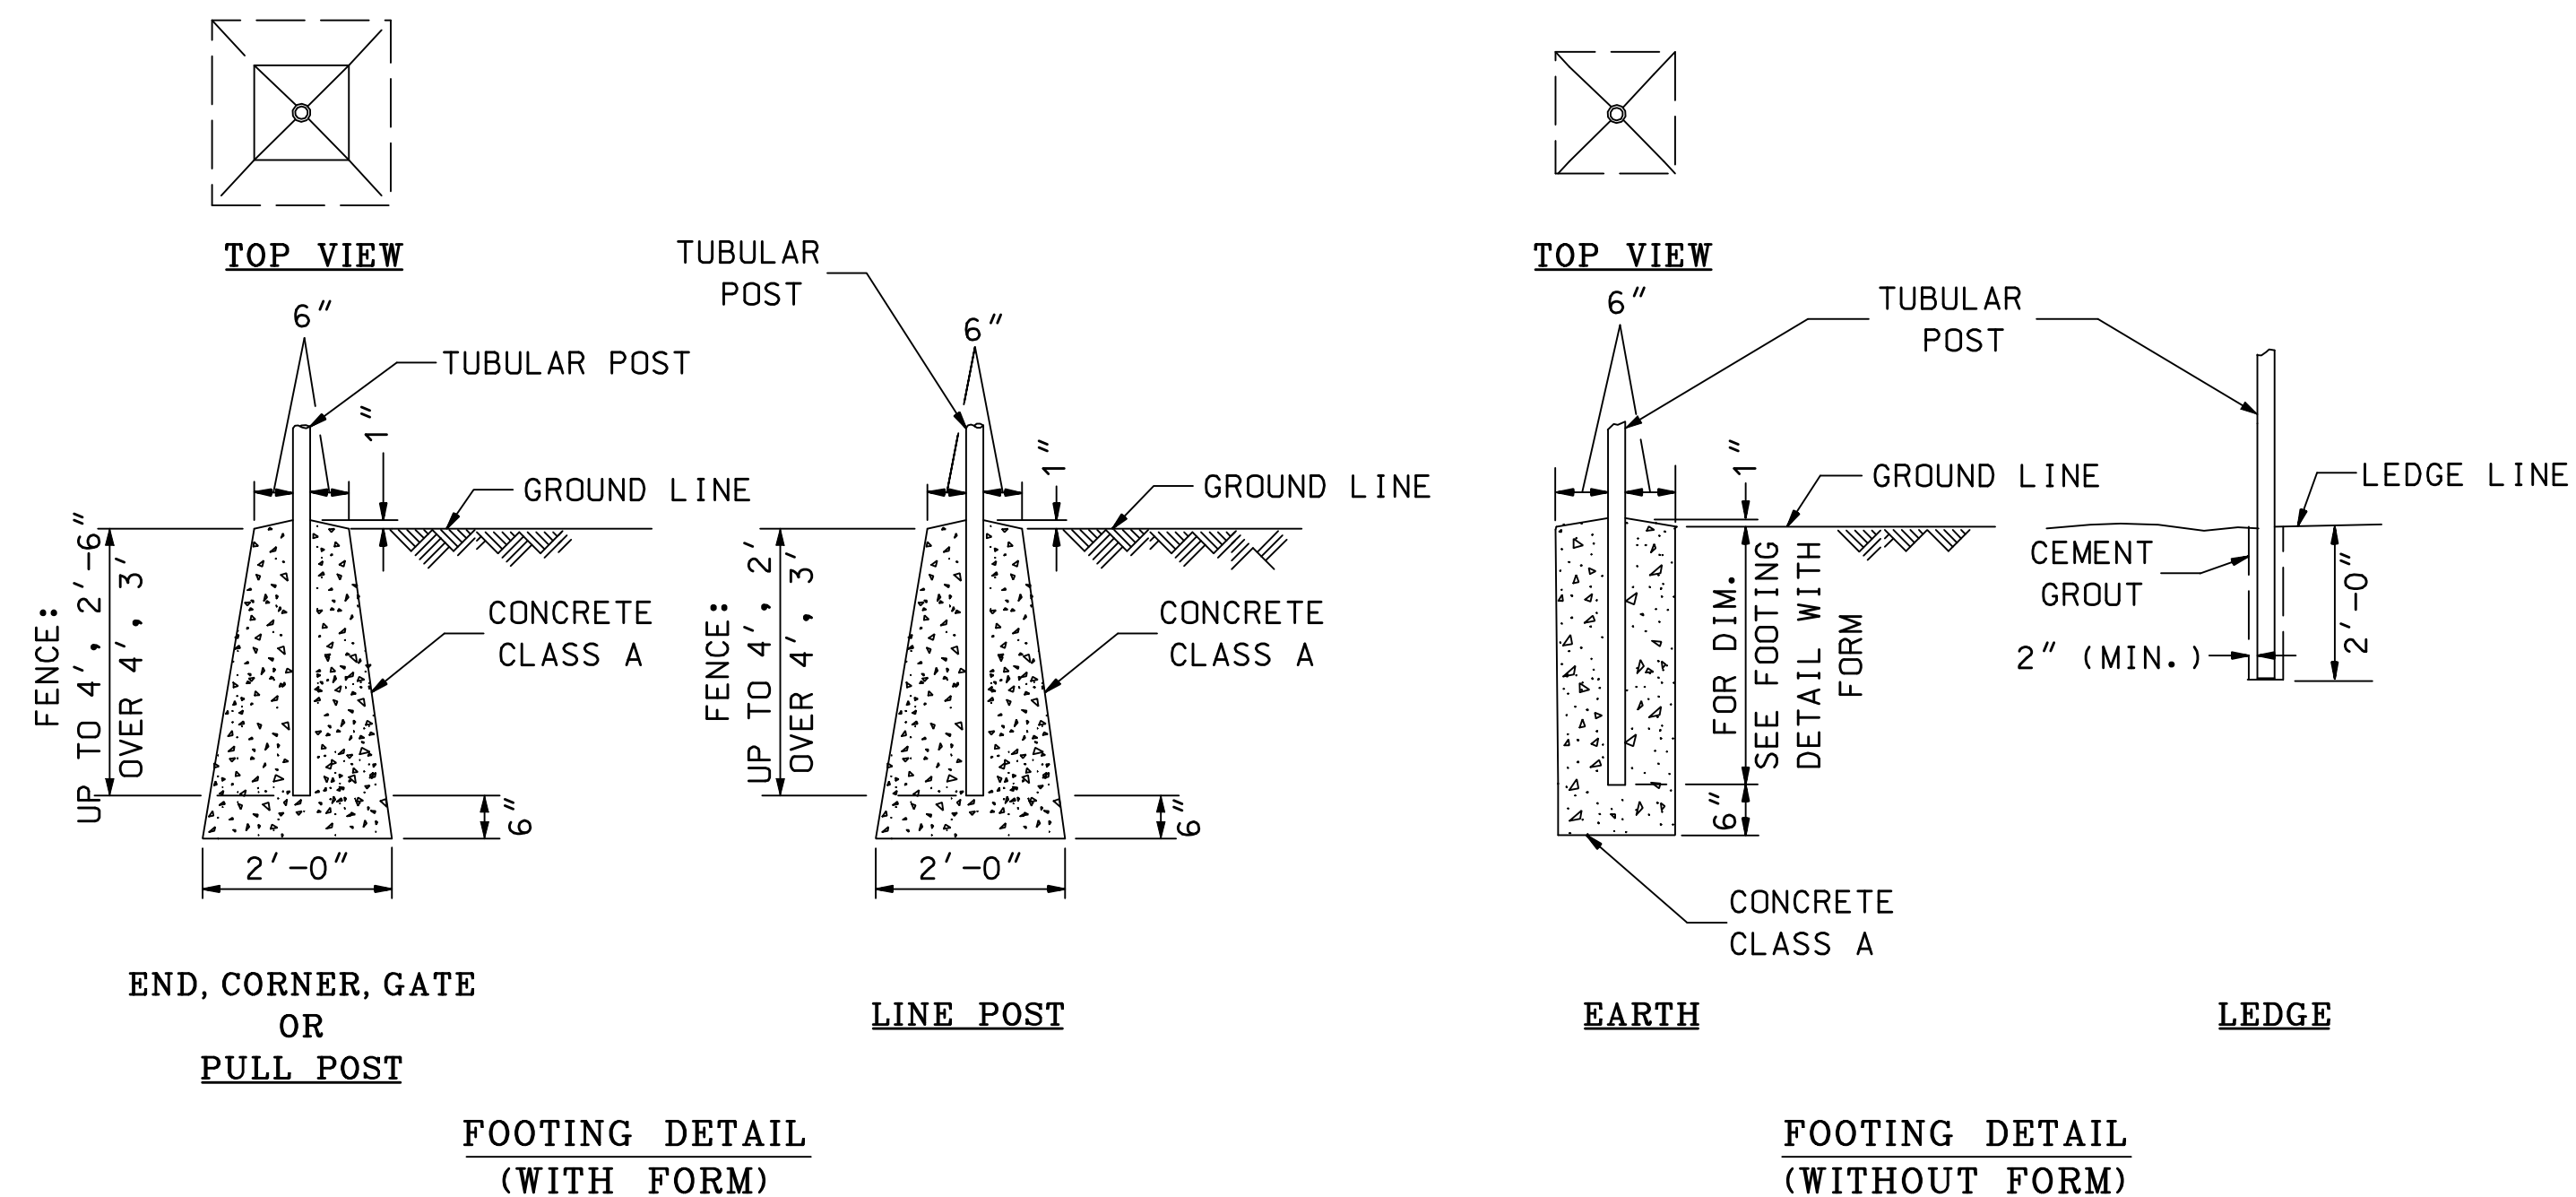 TOP VIEW
6"
TUBULAR POST
1"
GROUND LINE
FENCE:
UP TO 4', 2'-6"
OVER 4', 3'
CONCRETE
CLASS A
6"
2'-0"
END, CORNER, GATE
OR
PULL POST
TUBULAR
POST
6"
1"
GROUND LINE
FENCE:
UP TO 4', 2'
OVER 4', 3'
CONCRETE
CLASS A
6"
2'-0"
LINE POST
FOOTING DETAIL
(WITH FORM)
TOP VIEW
6"
TUBULAR
POST
1"
GROUND LINE
FOR DIM.
SEE FOOTING
DETAIL WITH
FORM
6"
CONCRETE
CLASS A
EARTH
LEDGE LINE
CEMENT
GROUT
2" (MIN.)
2'-0"
LEDGE
FOOTING DETAIL
(WITHOUT FORM)